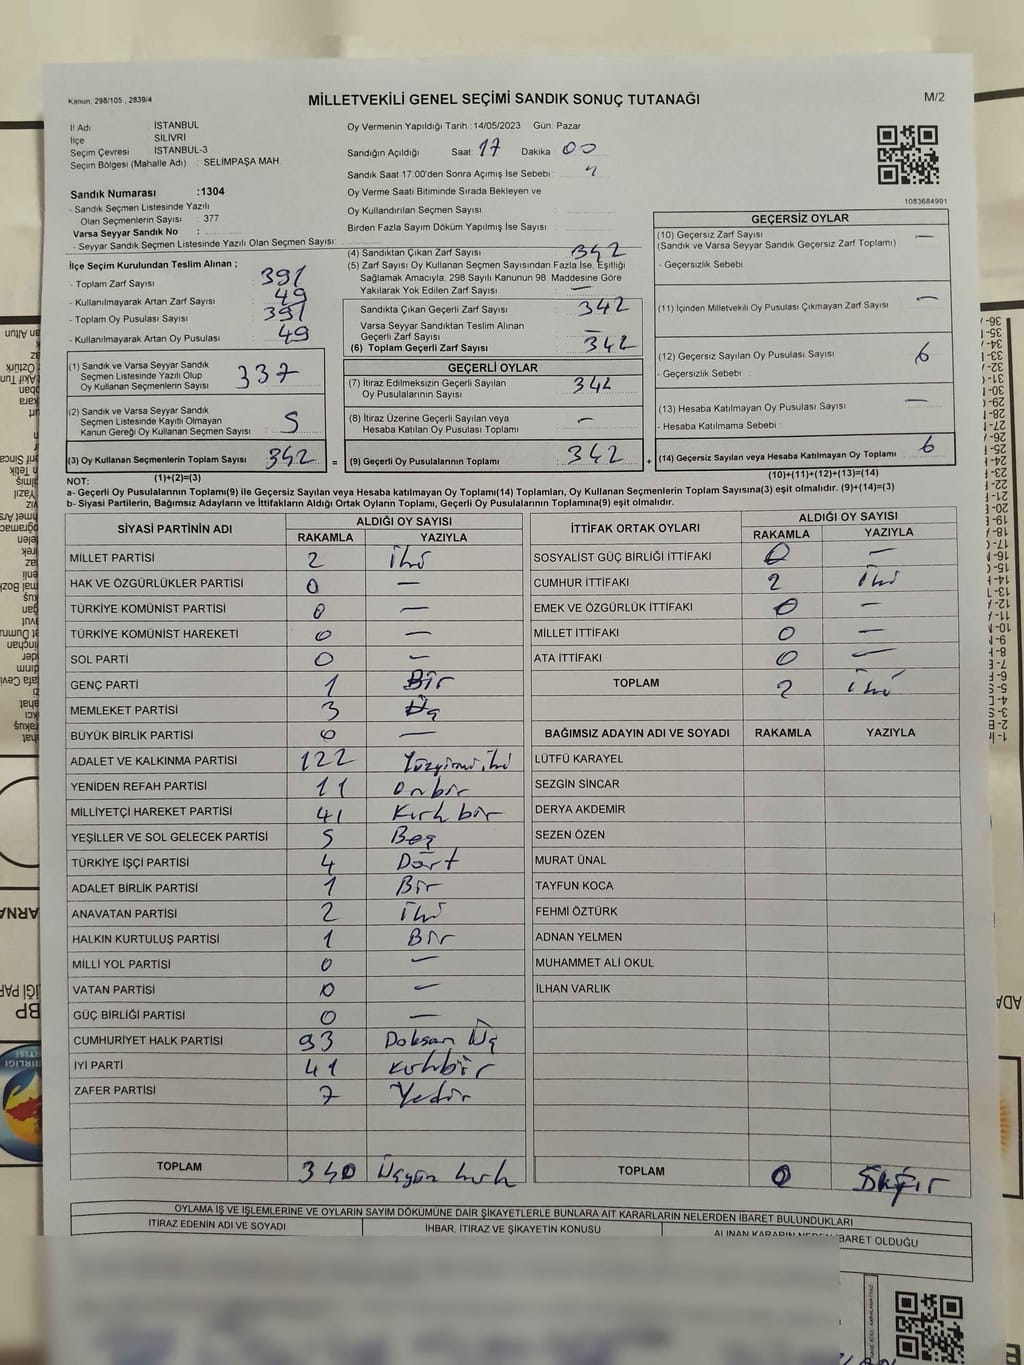 Kanun. 298/105 , 2839/4
MİLLETVEKİLİ GENEL SEÇİMİ SANDIK SONUÇ TUTANAĞI
M/2
İl Adı : İSTANBUL
İlçe : SİLİVRİ
Seçim Çevresi : İSTANBUL-3
Seçim Bölgesi (Mahalle Adı) : SELİMPAŞA MAH.
Oy Vermenin Yapıldığı Tarih :14/05/2023 Gün: Pazar
Sandığın Açıldığı Saat: 17 Dakika 00
Sandık Saat 17:00'den Sonra Açımış İse Sebebi :
Oy Verme Saati Bitiminde Sırada Bekleyen ve
Oy Kullandırılan Seçmen Sayısı :
Birden Fazla Sayım Döküm Yapılmış İse Sayısı :
1083684991
Sandık Numarası :1304
- Sandık Seçmen Listesinde Yazılı
Olan Seçmenlerin Sayısı : 377
Varsa Seyyar Sandık No :
- Seyyar Sandık Seçmen Listesinde Yazılı Olan Seçmen Sayısı:
İlçe Seçim Kurulundan Teslim Alınan ;
- Toplam Zarf Sayısı : 391
- Kullanılmayarak Artan Zarf Sayısı : 49
- Toplam Oy Pusulası Sayısı : 391
- Kullanılmayarak Artan Oy Pusulası : 49
(1) Sandık ve Varsa Seyyar Sandık
Seçmen Listesinde Yazılı Olup
Oy Kullanan Seçmenlerin Sayısı : 337
(2) Sandık ve Varsa Seyyar Sandık
Seçmen Listesinde Kayıtlı Olmayan
Kanun Gereği Oy Kullanan Seçmen Sayısı : 5
(3) Oy Kullanan Seçmenlerin Toplam Sayısı : 342
(1)+(2)=(3)
(4) Sandıktan Çıkan Zarf Sayısı : 342
(5) Zarf Sayısı Oy Kullanan Seçmen Sayısından Fazla İse, Eşitliği
Sağlamak Amacıyla, 298 Sayılı Kanunun 98. Maddesine Göre
Yakılarak Yok Edilen Zarf Sayısı : —
Sandıkta Çıkan Geçerli Zarf Sayısı : 342
Varsa Seyyar Sandıktan Teslim Alınan
Geçerli Zarf Sayısı : —
(6) Toplam Geçerli Zarf Sayısı : 342
GEÇERLİ OYLAR
(7) İtiraz Edilmeksizin Geçerli Sayılan
Oy Pusulalarının Sayısı : 342
(8) İtiraz Üzerine Geçerli Sayılan veya
Hesaba Katılan Oy Pusulası Toplamı : —
= (9) Geçerli Oy Pusulalarının Toplamı : 342 +
GEÇERSİZ OYLAR
(10) Geçersiz Zarf Sayısı : —
(Sandık ve Varsa Seyyar Sandık Geçersiz Zarf Toplamı)
- Geçersizlik Sebebi :
(11) İçinden Milletvekili Oy Pusulası Çıkmayan Zarf Sayısı : —
(12) Geçersiz Sayılan Oy Pusulası Sayısı : 6
- Geçersizlik Sebebi :
(13) Hesaba Katılmayan Oy Pusulası Sayısı : —
- Hesaba Katılmama Sebebi :
(14) Geçersiz Sayılan veya Hesaba Katılmayan Oy Toplamı : 6
(10)+(11)+(12)+(13)=(14)
NOT:
a- Geçerli Oy Pusulalarının Toplamı(9) ile Geçersiz Sayılan veya Hesaba katılmayan Oy Toplamı(14) Toplamları, Oy Kullanan Seçmenlerin Toplam Sayısına(3) eşit olmalıdır. (9)+(14)=(3)
b- Siyasi Partilerin, Bağımsız Adayların ve İttifakların Aldığı Ortak Oyların Toplamı, Geçerli Oy Pusulalarının Toplamına(9) eşit olmalıdır.
SİYASİ PARTİNİN ADI ALDIĞI OY SAYISI
RAKAMLA YAZIYLA
MİLLET PARTİSİ 2 İki
HAK VE ÖZGÜRLÜKLER PARTİSİ 0 —
TÜRKİYE KOMÜNİST PARTİSİ 0 —
TÜRKİYE KOMÜNİST HAREKETİ 0 —
SOL PARTİ 0 —
GENÇ PARTİ 1 Bir
MEMLEKET PARTİSİ 3 Üç
BÜYÜK BİRLİK PARTİSİ 0 —
ADALET VE KALKINMA PARTİSİ 122 Yüzyirmi iki
YENİDEN REFAH PARTİSİ 11 onbir
MİLLİYETÇİ HAREKET PARTİSİ 41 Kırk bir
YEŞİLLER VE SOL GELECEK PARTİSİ 5 Beş
TÜRKİYE İŞÇİ PARTİSİ 4 Dört
ADALET BİRLİK PARTİSİ 1 Bir
ANAVATAN PARTİSİ 2 İki
HALKIN KURTULUŞ PARTİSİ 1 Bir
MİLLİ YOL PARTİSİ 0 —
VATAN PARTİSİ 0 —
GÜÇ BİRLİĞİ PARTİSİ 0 —
CUMHURİYET HALK PARTİSİ 93 Doksan Üç
İYİ PARTİ 41 Kırkbir
ZAFER PARTİSİ 7 Yedi
TOPLAM 340 Üçyüz kırk
İTTİFAK ORTAK OYLARI ALDIĞI OY SAYISI
RAKAMLA YAZIYLA
SOSYALİST GÜÇ BİRLİĞİ İTTİFAKI 0 —
CUMHUR İTTİFAKI 2 İki
EMEK VE ÖZGÜRLÜK İTTİFAKI 0 —
MİLLET İTTİFAKI 0 —
ATA İTTİFAKI 0 —
TOPLAM 2 İki
BAĞIMSIZ ADAYIN ADI VE SOYADI RAKAMLA YAZIYLA
LÜTFÜ KARAYEL
SEZGİN SİNCAR
DERYA AKDEMİR
SEZEN ÖZEN
MURAT ÜNAL
TAYFUN KOCA
FEHMİ ÖZTÜRK
ADNAN YELMEN
MUHAMMET ALİ OKUL
İLHAN VARLIK
TOPLAM 0 Sıfır
OYLAMA İŞ VE İŞLEMLERİNE VE OYLARIN SAYIM DÖKÜMÜNE DAİR ŞİKAYETLERLE BUNLARA AİT KARARLARIN NELERDEN İBARET BULUNDUKLARI
İTİRAZ EDENİN ADI VE SOYADI İHBAR, İTİRAZ VE ŞİKAYETİN KONUSU ALINAN KARARIN NEDEN İBARET OLDUĞU